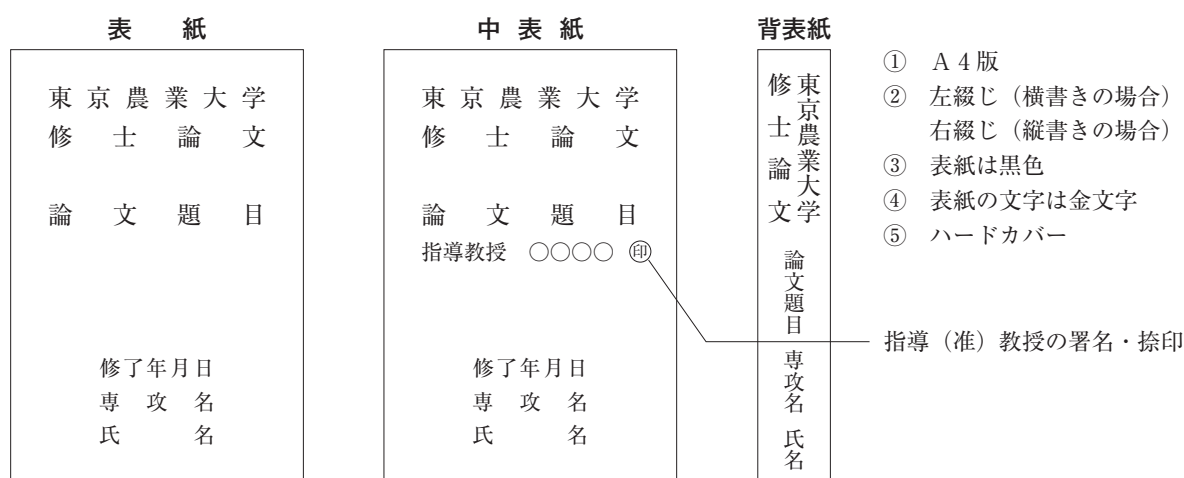 表　紙
東京農業大学
修士論文
論文題目
修了年月日
専攻名
氏名
中表紙
東京農業大学
修士論文
論文題目
指導教授　○○○○　㊞
修了年月日
専攻名
氏名
背表紙
東京農業大学
修士論文
論文題目
専攻名
氏名
①　Ａ４版
②　左綴じ（横書きの場合）
右綴じ（縦書きの場合）
③　表紙は黒色
④　表紙の文字は金文字
⑤　ハードカバー
指導（准）教授の署名・捺印